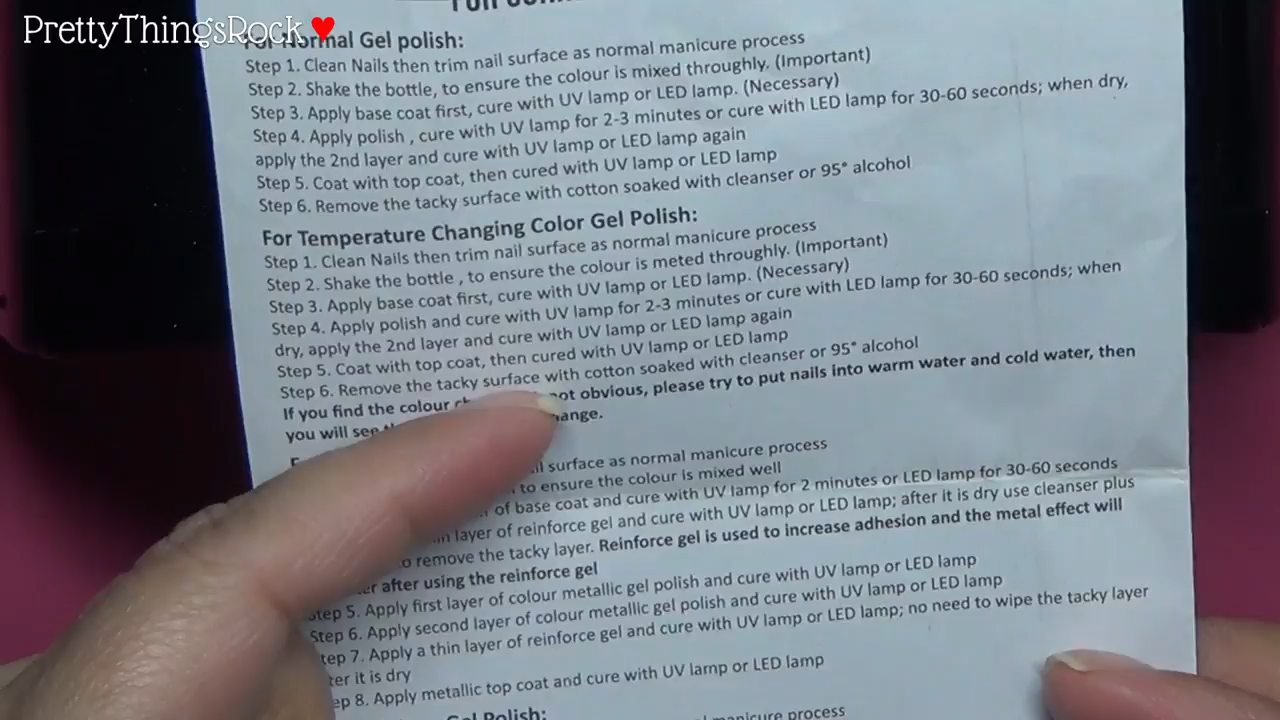 PrettyThingsRock
For Normal Gel polish:
Step 1. Clean Nails then trim nail surface as normal manicure process
Step 2. Shake the bottle, to ensure the colour is mixed throughly. (Important)
Step 3. Apply base coat first, cure with UV lamp or LED lamp. (Necessary)
Step 4. Apply polish , cure with UV lamp for 2-3 minutes or cure with LED lamp for 30-60 seconds; when dry,
apply the 2nd layer and cure with UV lamp or LED lamp again
Step 5. Coat with top coat, then cured with UV lamp or LED lamp
Step 6. Remove the tacky surface with cotton soaked with cleanser or 95° alcohol
For Temperature Changing Color Gel Polish:
Step 1. Clean Nails then trim nail surface as normal manicure process
Step 2. Shake the bottle , to ensure the colour is meted throughly. (Important)
Step 3. Apply base coat first, cure with UV lamp or LED lamp. (Necessary)
Step 4. Apply polish and cure with UV lamp for 2-3 minutes or cure with LED lamp for 30-60 seconds; when
dry, apply the 2nd layer and cure with UV lamp or LED lamp again
Step 5. Coat with top coat, then cured with UV lamp or LED lamp
Step 6. Remove the tacky surface with cotton soaked with cleanser or 95° alcohol
If you find the colour not obvious, please try to put nails into warm water and cold water, then
you will see
surface as normal manicure process
to ensure the colour is mixed well
of base coat and cure with UV lamp for 2 minutes or LED lamp for 30-60 seconds
layer of reinforce gel and cure with UV lamp or LED lamp; after it is dry use cleanser plus
to remove the tacky layer. Reinforce gel is used to increase adhesion and the metal effect will
after using the reinforce gel
Step 5. Apply first layer of colour metallic gel polish and cure with UV lamp or LED lamp
Step 6. Apply second layer of colour metallic gel polish and cure with UV lamp or LED lamp
Step 7. Apply a thin layer of reinforce gel and cure with UV lamp or LED lamp; no need to wipe the tacky layer
it is dry
Step 8. Apply metallic top coat and cure with UV lamp or LED lamp
Gel Polish:
manicure process